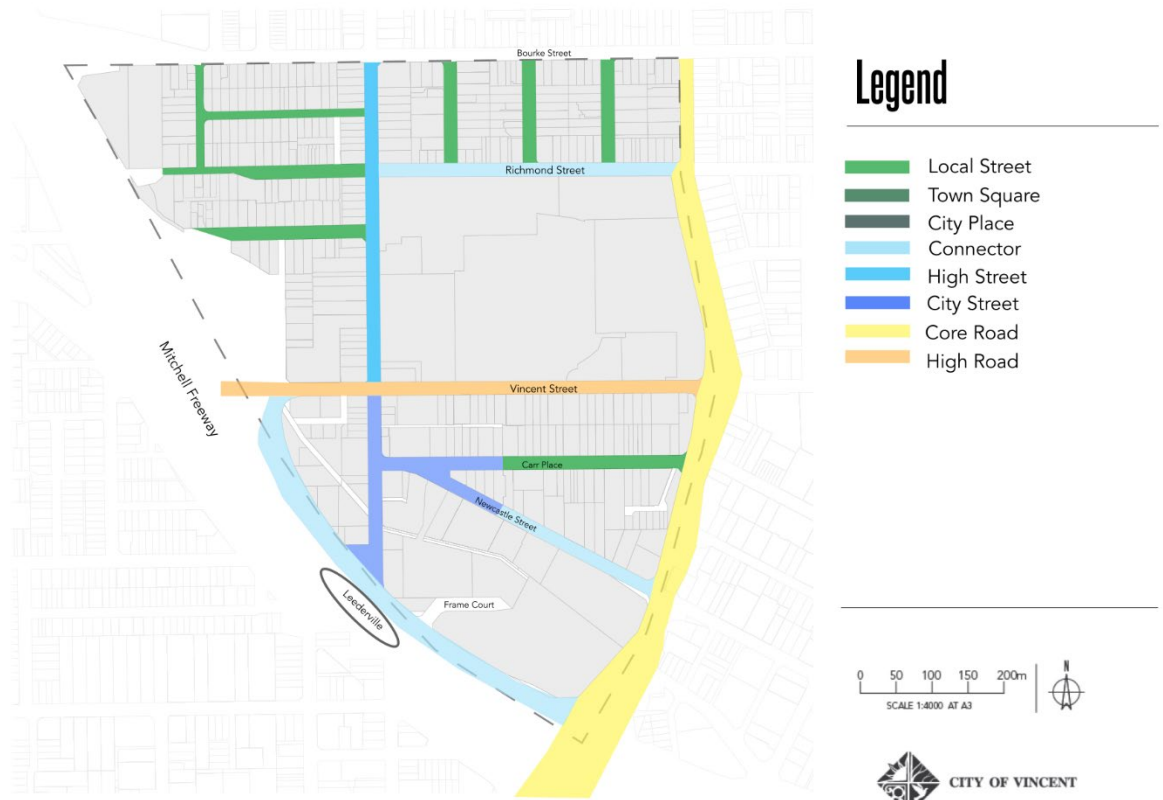 Bourke Street
Richmond Street
Mitchell Freeway
Vincent Street
Carr Place
Newcastle Street
Frame Court
Leederville
Legend
Local Street
Town Square
City Place
Connector
High Street
City Street
Core Road
High Road
0 50 100 150 200m
SCALE 1:4000 AT A3
N
CITY OF VINCENT